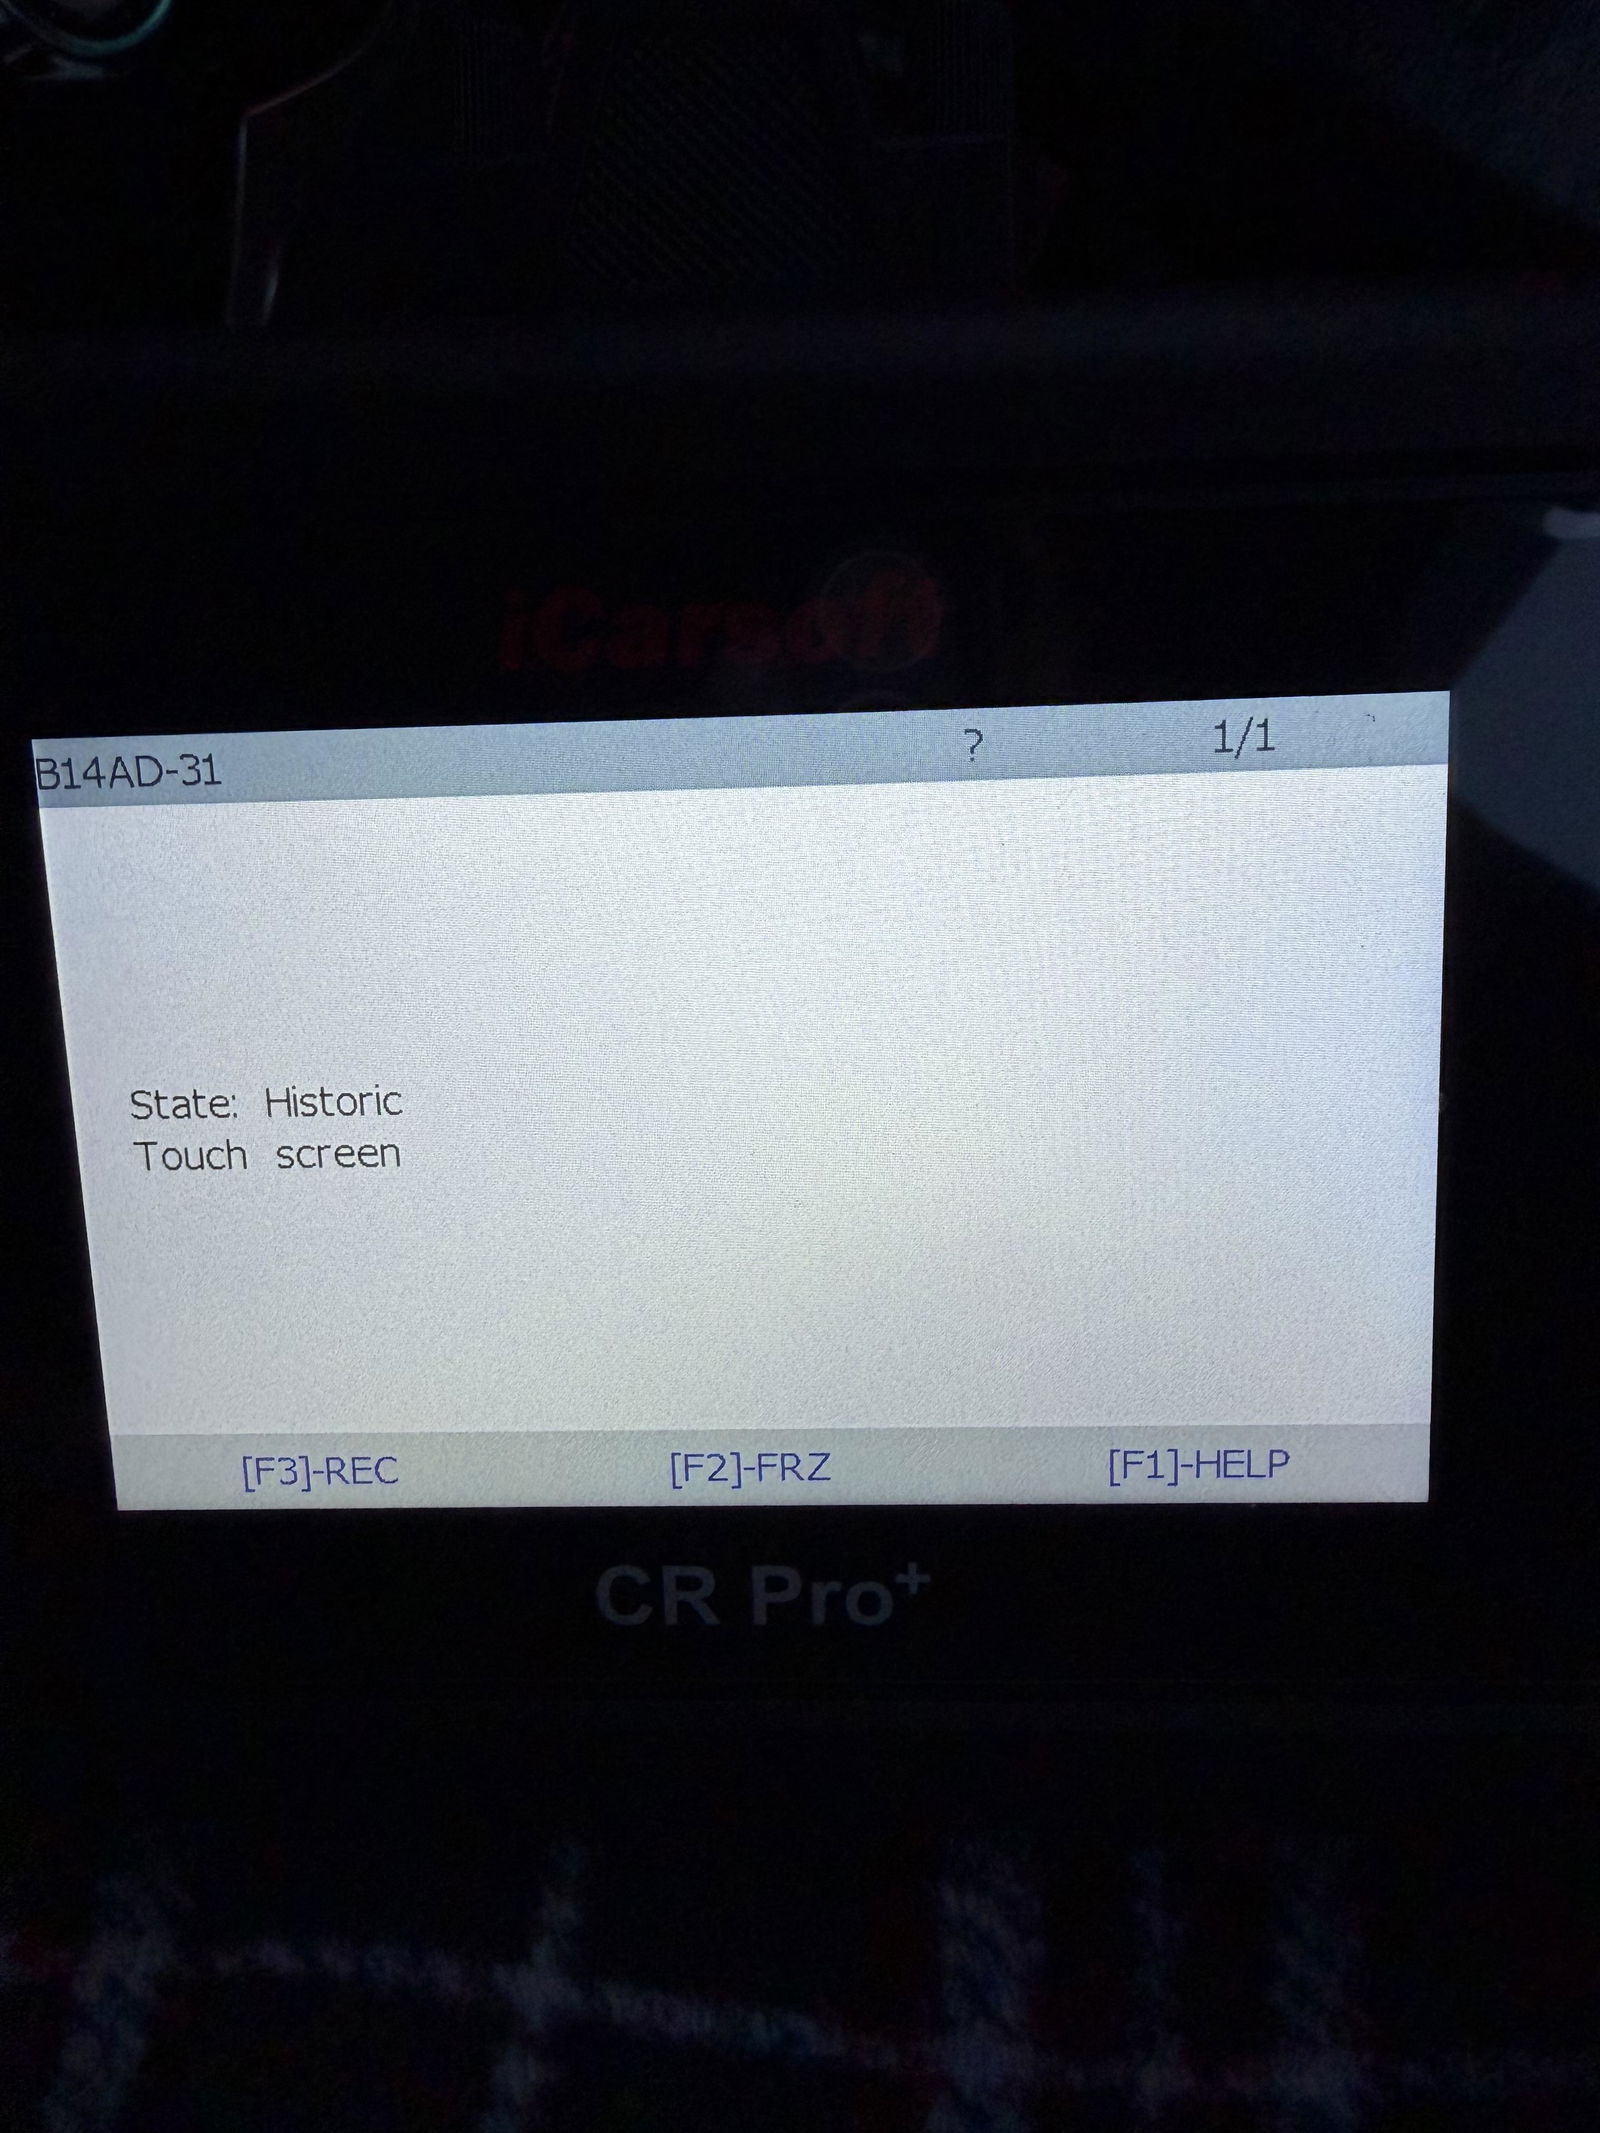 iCarsoft
B14AD-31 ? 1/1
State: Historic
Touch screen
[F3]-REC [F2]-FRZ [F1]-HELP
CR Pro+